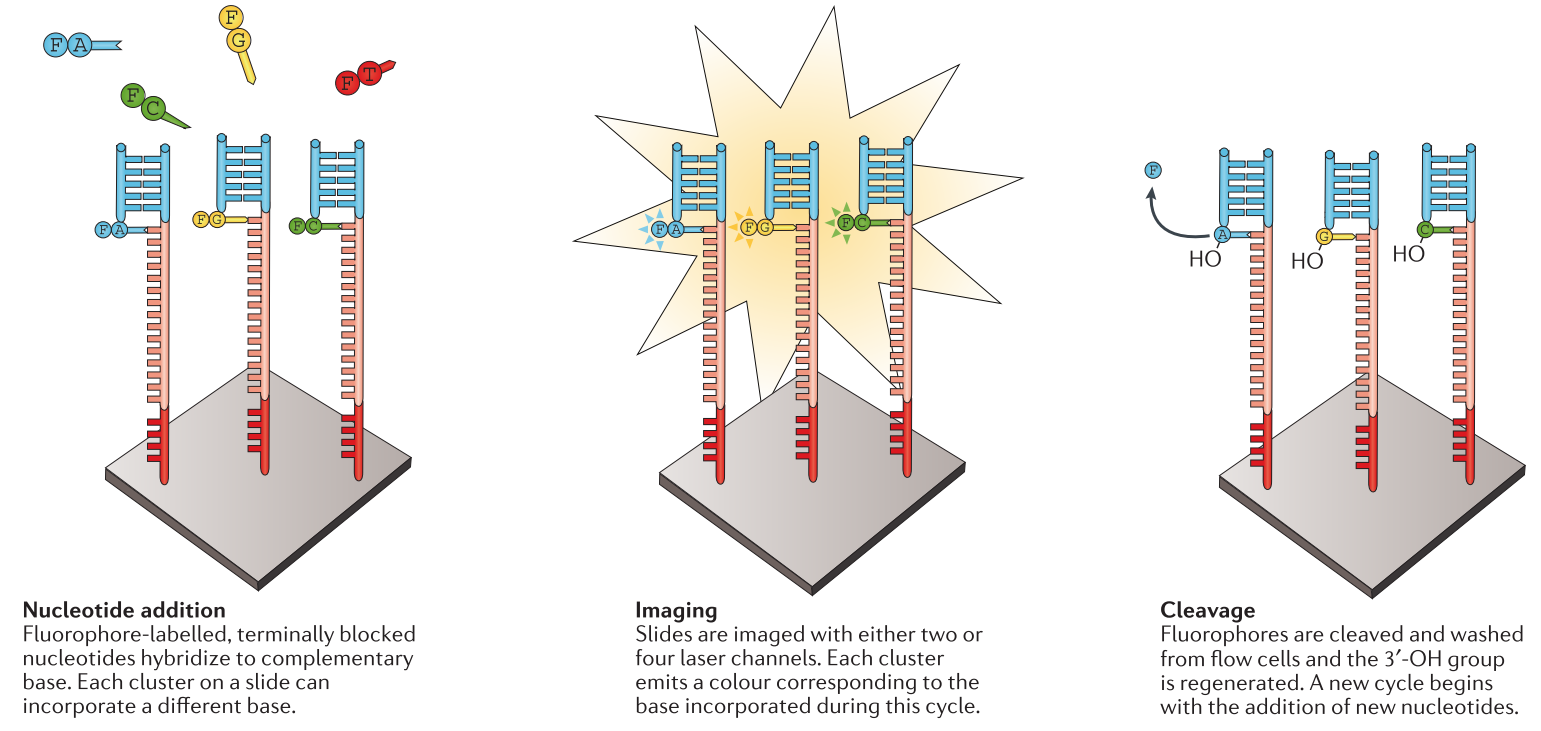 F A
F G
F C
F T
F A
F G
F C
F A
F G
F C
F
A
G
C
HO
HO
HO
Nucleotide addition
Fluorophore-labelled, terminally blocked
nucleotides hybridize to complementary
base. Each cluster on a slide can
incorporate a different base.
Imaging
Slides are imaged with either two or
four laser channels. Each cluster
emits a colour corresponding to the
base incorporated during this cycle.
Cleavage
Fluorophores are cleaved and washed
from flow cells and the 3′-OH group
is regenerated. A new cycle begins
with the addition of new nucleotides.